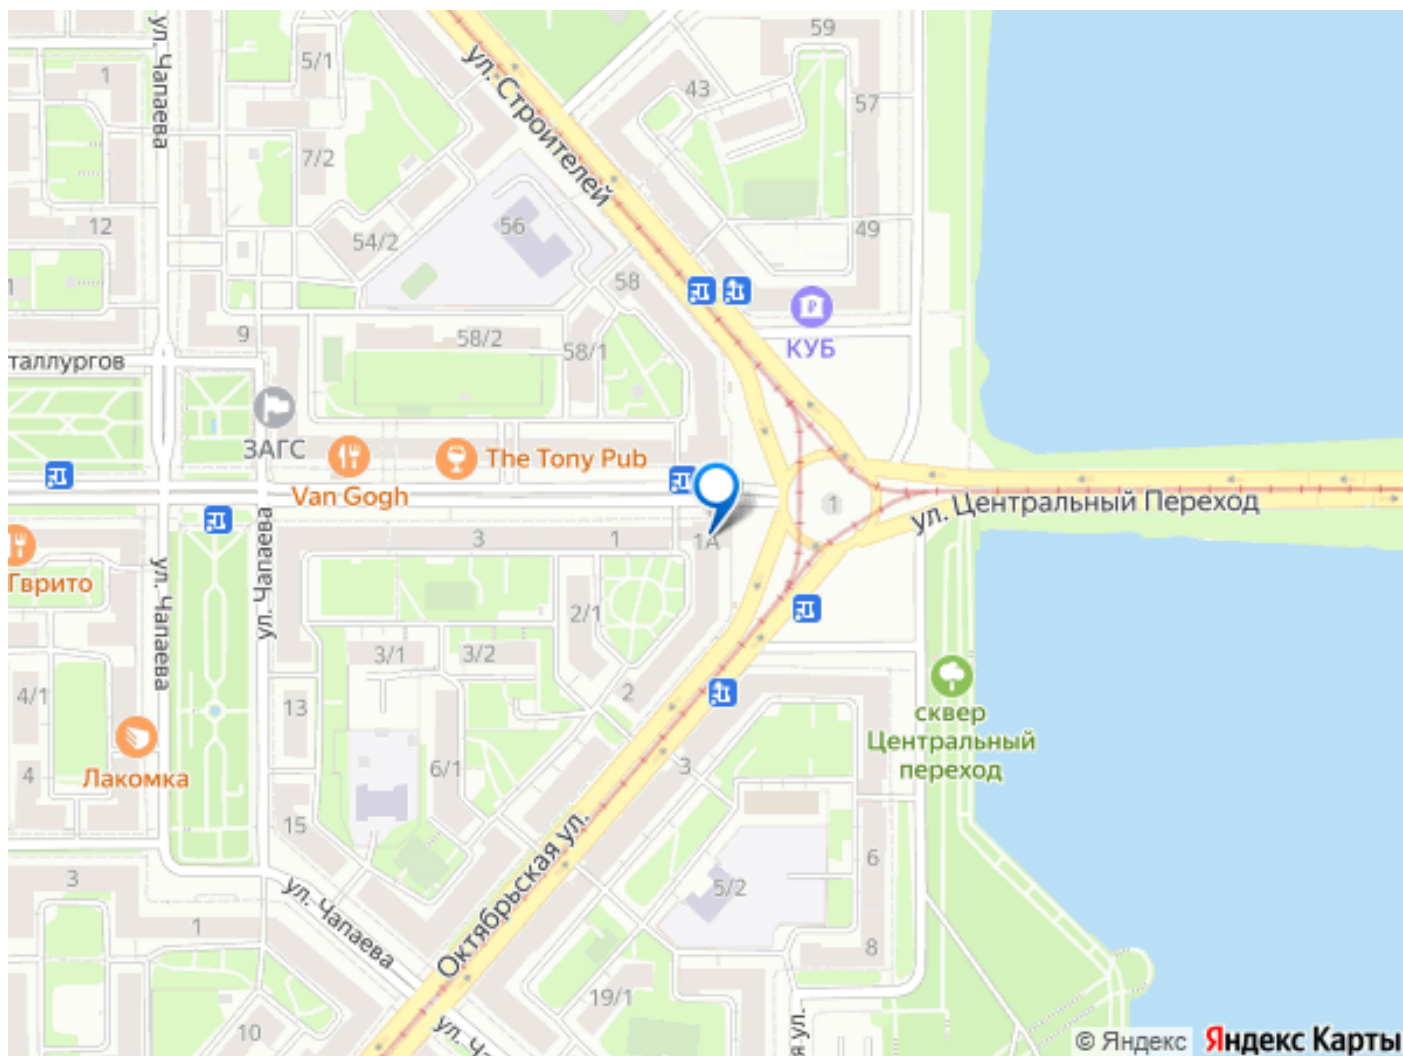 59
ул. Чапаева
5/1
1
ул. Строителей
43
57
7/2
12
56
54/2
49
58
1
9
58/2
58/1
КУБ
таллургов
ЗАГС
The Tony Pub
Van Gogh
1
ул. Центральный Переход
ул. Чапаева
3
1
1А
Гврито
ул. Чапаева
2/1
3/1
3/2
4/1
13
2
сквер
Центральный
переход
4
Лакомка
6/1
3
15
Октябрьская ул.
6
3
5/2
ул. Чапаева
1
8
19/1
10
ул. Ча
я ул.
© Яндекс Яндекс Карты